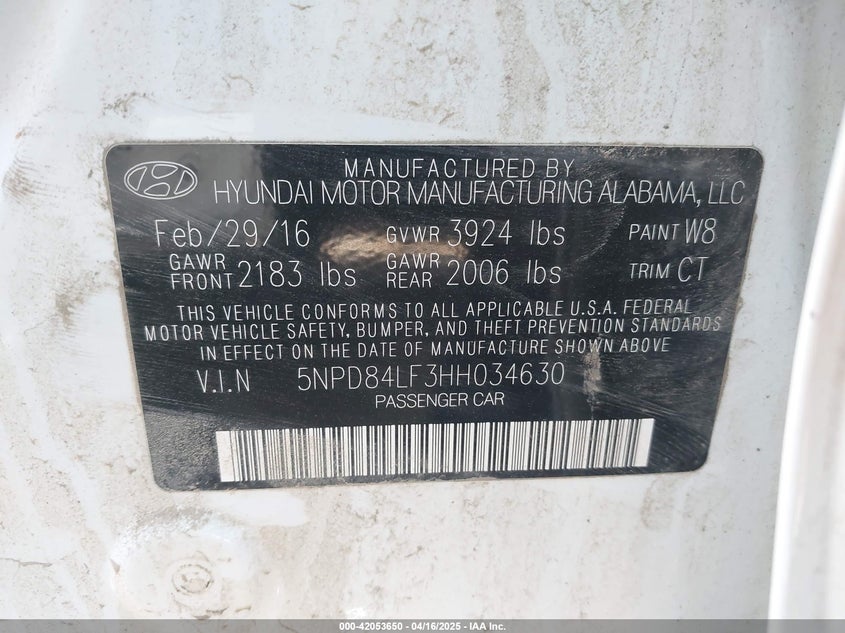 MANUFACTURED BY
HYUNDAI MOTOR MANUFACTURING ALABAMA, LLC
Feb/29/16 GVWR 3924 lbs PAINT W8
GAWR FRONT 2183 lbs GAWR REAR 2006 lbs TRIM CT
THIS VEHICLE CONFORMS TO ALL APPLICABLE U.S.A. FEDERAL
MOTOR VEHICLE SAFETY, BUMPER, AND THEFT PREVENTION STANDARDS
IN EFFECT ON THE DATE OF MANUFACTURE SHOWN ABOVE
V.I.N 5NPD84LF3HH034630
PASSENGER CAR
000-42053650 - 04/16/2025 - IAAI.COM